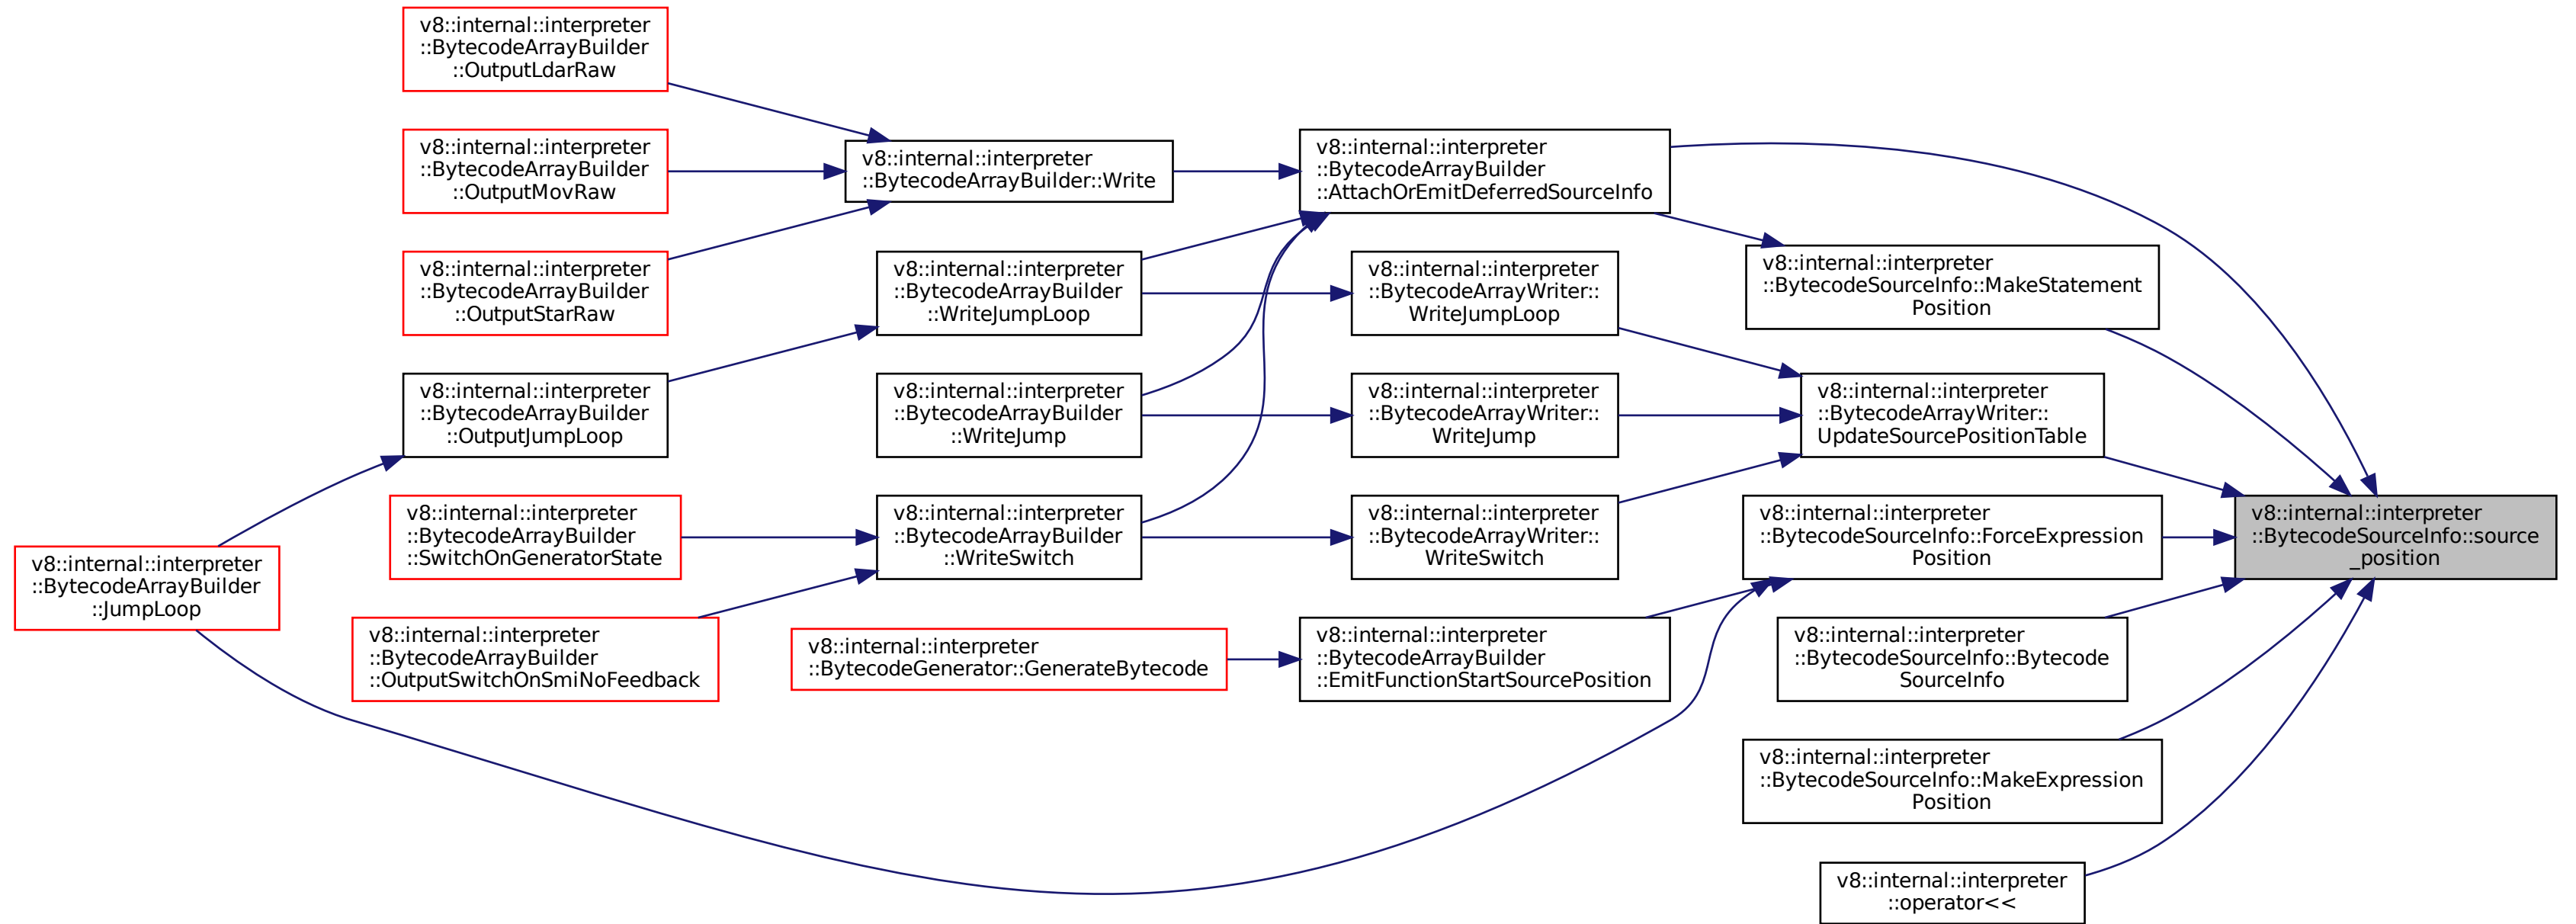 v8::internal::interpreter
::BytecodeArrayBuilder
::OutputLdarRaw
v8::internal::interpreter
::BytecodeArrayBuilder
::OutputMovRaw
v8::internal::interpreter
::BytecodeArrayBuilder::Write
v8::internal::interpreter
::BytecodeArrayBuilder
::AttachOrEmitDeferredSourceInfo
v8::internal::interpreter
::BytecodeArrayBuilder
::OutputStarRaw
v8::internal::interpreter
::BytecodeArrayBuilder
::WriteJumpLoop
v8::internal::interpreter
::BytecodeArrayWriter::
WriteJumpLoop
v8::internal::interpreter
::BytecodeSourceInfo::MakeStatement
Position
v8::internal::interpreter
::BytecodeArrayBuilder
::OutputJumpLoop
v8::internal::interpreter
::BytecodeArrayBuilder
::WriteJump
v8::internal::interpreter
::BytecodeArrayWriter::
WriteJump
v8::internal::interpreter
::BytecodeArrayWriter::
UpdateSourcePositionTable
v8::internal::interpreter
::BytecodeArrayBuilder
::SwitchOnGeneratorState
v8::internal::interpreter
::BytecodeArrayBuilder
::WriteSwitch
v8::internal::interpreter
::BytecodeArrayWriter::
WriteSwitch
v8::internal::interpreter
::BytecodeSourceInfo::ForceExpression
Position
v8::internal::interpreter
::BytecodeSourceInfo::source
_position
v8::internal::interpreter
::BytecodeArrayBuilder
::JumpLoop
v8::internal::interpreter
::BytecodeArrayBuilder
::OutputSwitchOnSmiNoFeedback
v8::internal::interpreter
::BytecodeGenerator::GenerateBytecode
v8::internal::interpreter
::BytecodeArrayBuilder
::EmitFunctionStartSourcePosition
v8::internal::interpreter
::BytecodeSourceInfo::Bytecode
SourceInfo
v8::internal::interpreter
::BytecodeSourceInfo::MakeExpression
Position
v8::internal::interpreter
::operator<<